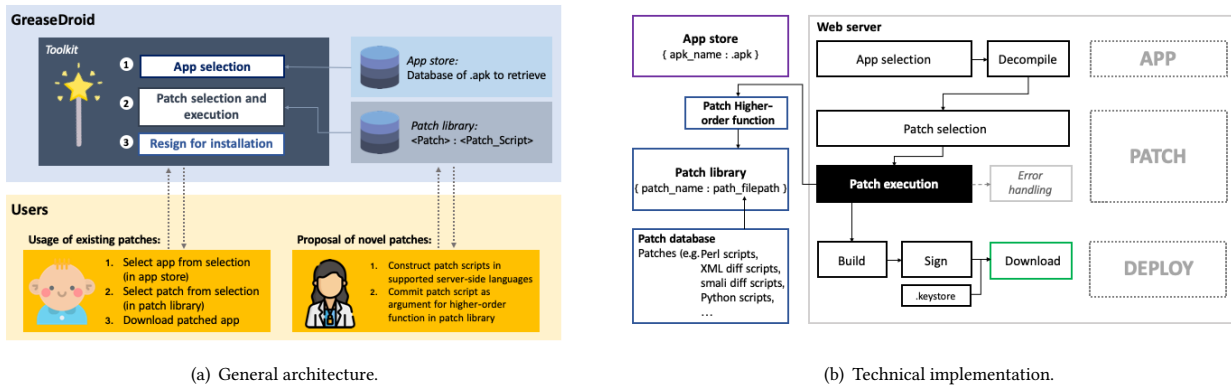 GreaseDroid
Toolkit
1 App selection
2 Patch selection and
execution
3 Resign for installation
App store:
Database of .apk to retrieve
Patch library:
<Patch> : <Patch_Script>
Users
Usage of existing patches:
1. Select app from selection
(in app store)
2. Select patch from selection
(in patch library)
3. Download patched app
Proposal of novel patches:
1. Construct patch scripts in
supported server-side languages
2. Commit patch script as
argument for higher-order
function in patch library
(a) General architecture.
App store
{ apk_name : .apk }
Patch Higher-
order function
Patch library
{ patch_name : path_filepath }
Patch database
Patches (e.g. Perl scripts,
XML diff scripts,
smali diff scripts,
Python scripts,
...
Web server
App selection
Decompile
APP
Patch selection
PATCH
Patch execution
Error
handling
Build
Sign
Download
DEPLOY
.keystore
(b) Technical implementation.